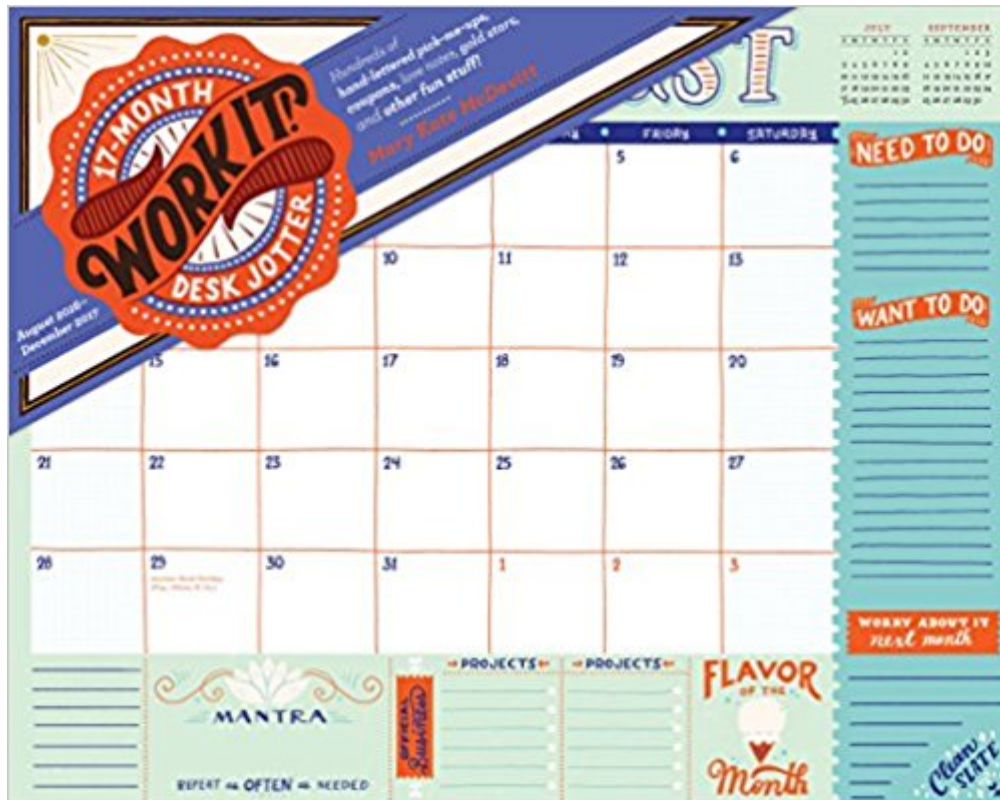 17-MONTH
WORK IT!
DESK JOTTER
August 2016–
December 2017
Hundreds of
hand-lettered pick-me-ups,
coupons, love notes, gold stars,
and other fun stuff!
Mary Kate McDevitt
UST
JULY SEPTEMBER
S M T W T F S S M T W T F S
FRIDAY SATURDAY
5 6
10 11 12 13
15 16 17 18 19 20
21 22 23 24 25 26 27
28 29 30 31 1 2 3
NEED TO DO
WANT TO DO
WORRY ABOUT IT
next month
Clean
SLATE
MANTRA
REPEAT as OFTEN as NEEDED
OFFICIAL
Business
PROJECTS PROJECTS
FLAVOR
OF THE
Month